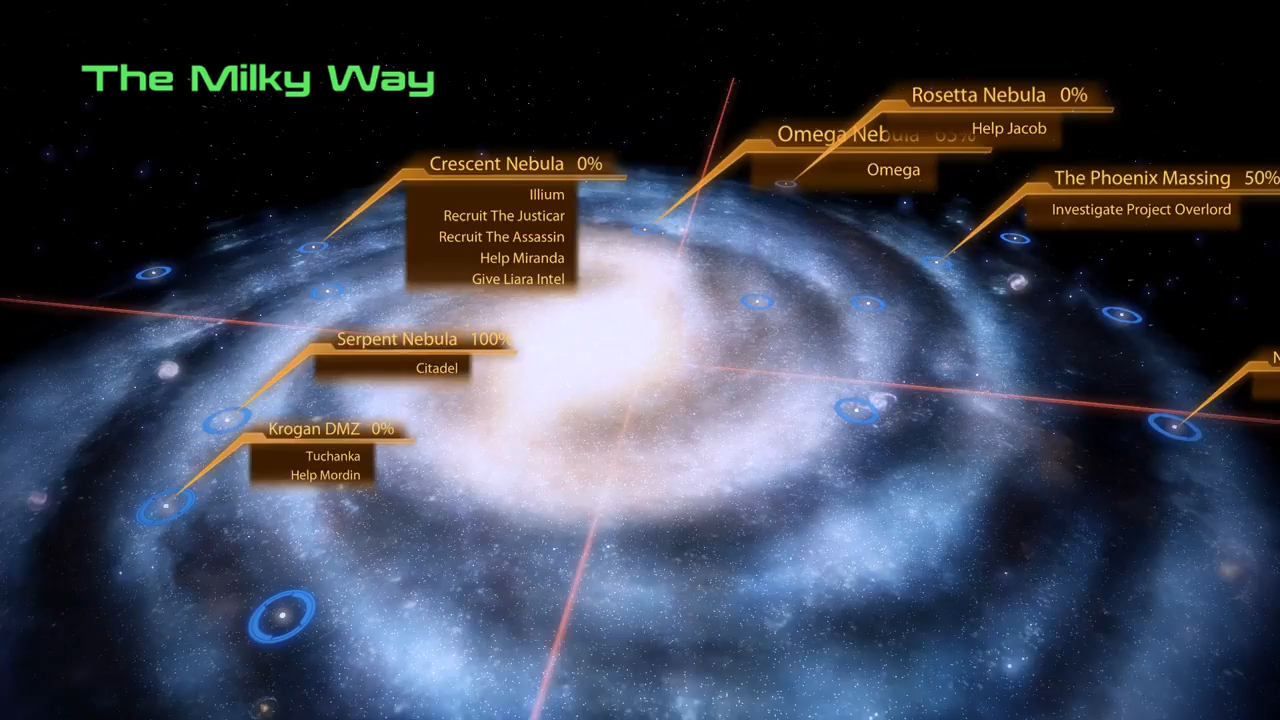 The Milky Way
Rosetta Nebula 0%
Help Jacob
Omega Nebula 65%
Omega
Crescent Nebula 0%
Illium
Recruit The Justicar
Recruit The Assassin
Help Miranda
Give Liara Intel
The Phoenix Massing 50%
Investigate Project Overlord
Serpent Nebula 100%
Citadel
N
Krogan DMZ 0%
Tuchanka
Help Mordin